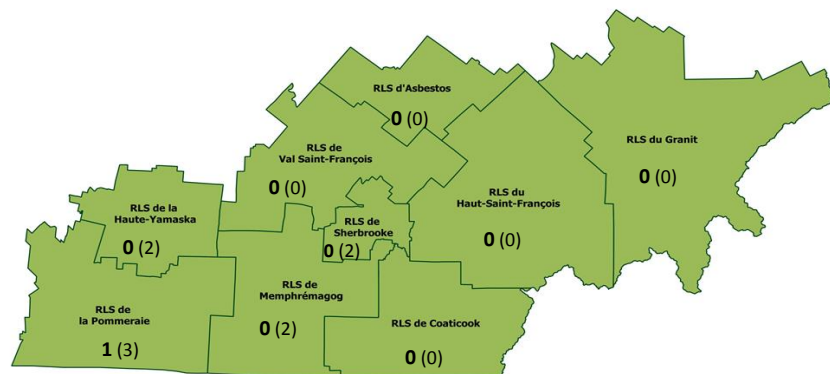 RLS d'Asbestos
0 (0)
RLS de
Val Saint-François
0 (0)
RLS du Granit
0 (0)
RLS du
Haut-Saint-François
0 (0)
RLS de la
Haute-Yamaska
0 (2)
RLS de
Sherbrooke
0 (2)
RLS de
Memphrémagog
0 (2)
RLS de
la Pommeraie
1 (3)
RLS de Coaticook
0 (0)